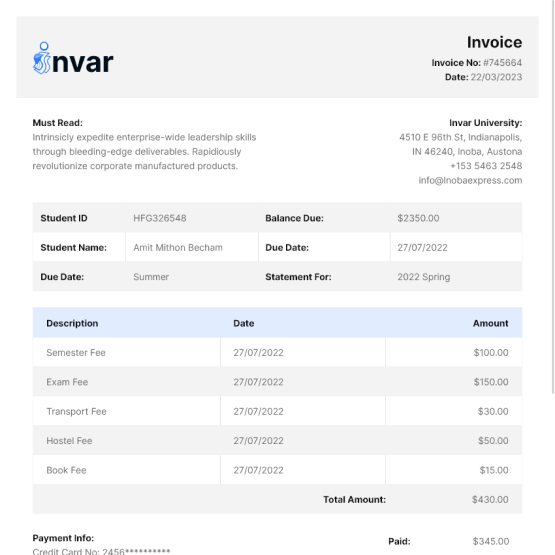 invar
Invoice
Invoice No: #745664
Date: 22/03/2023
Must Read:
Intrinsicly expedite enterprise-wide leadership skills
through bleeding-edge deliverables. Rapidiously
revolutionize corporate manufactured products.
Invar University:
4510 E 96th St, Indianapolis,
IN 46240, Inoba, Austona
+153 5463 2548
info@Inobaexpress.com
Student ID HFG326548 Balance Due: $2350.00
Student Name: Amit Mithon Becham Due Date: 27/07/2022
Due Date: Summer Statement For: 2022 Spring
Description Date Amount
Semester Fee 27/07/2022 $100.00
Exam Fee 27/07/2022 $150.00
Transport Fee 27/07/2022 $30.00
Hostel Fee 27/07/2022 $50.00
Book Fee 27/07/2022 $15.00
Total Amount: $430.00
Payment Info:
Credit Card No: 2456**********
Paid: $345.00